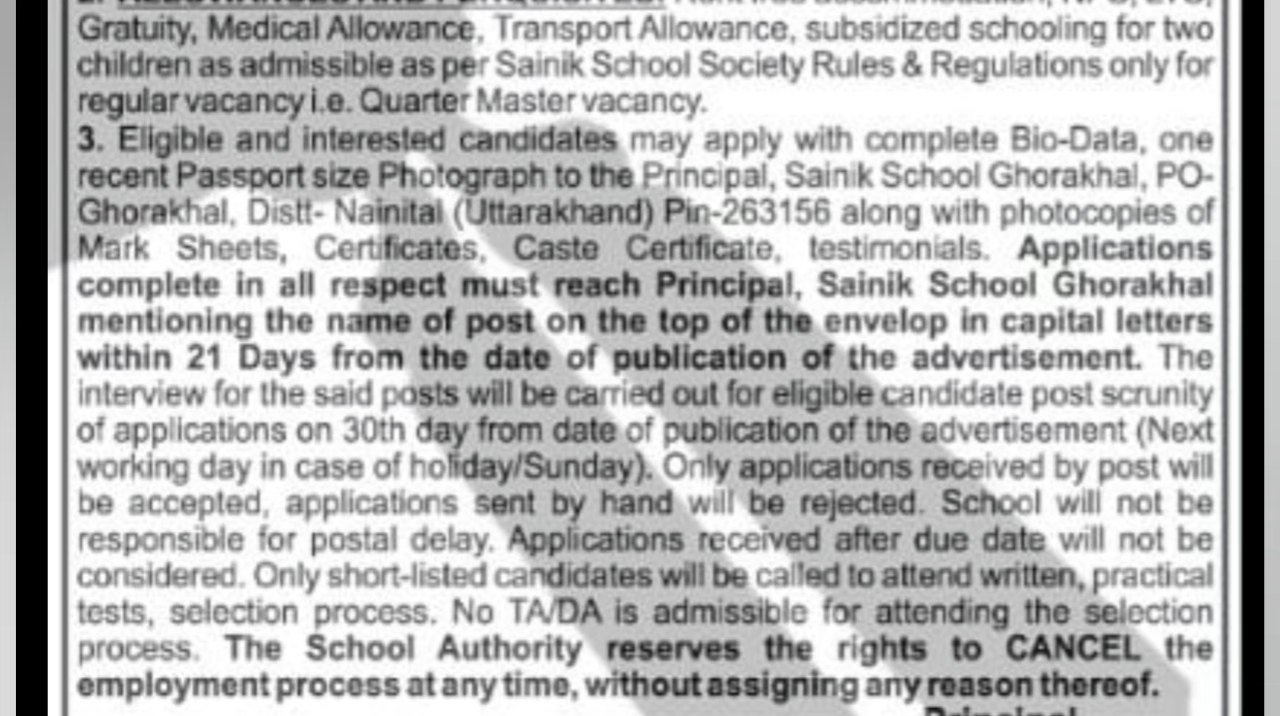 2. ALLOWANCES AND PERQUISITES: Rent free accommodation, NPS, LTC,
Gratuity, Medical Allowance, Transport Allowance, subsidized schooling for two
children as admissible as per Sainik School Society Rules & Regulations only for
regular vacancy i.e. Quarter Master vacancy.
3. Eligible and interested candidates may apply with complete Bio-Data, one
recent Passport size Photograph to the Principal, Sainik School Ghorakhal, PO-
Ghorakhal, Distt- Nainital (Uttarakhand) Pin-263156 along with photocopies of
Mark Sheets, Certificates, Caste Certificate, testimonials. Applications
complete in all respect must reach Principal, Sainik School Ghorakhal
mentioning the name of post on the top of the envelop in capital letters
within 21 Days from the date of publication of the advertisement. The
interview for the said posts will be carried out for eligible candidate post scrunity
of applications on 30th day from date of publication of the advertisement (Next
working day in case of holiday/Sunday). Only applications received by post will
be accepted, applications sent by hand will be rejected. School will not be
responsible for postal delay. Applications received after due date will not be
considered. Only short-listed candidates will be called to attend written, practical
tests, selection process. No TA/DA is admissible for attending the selection
process. The School Authority reserves the rights to CANCEL the
employment process at any time, without assigning any reason thereof.
Principal